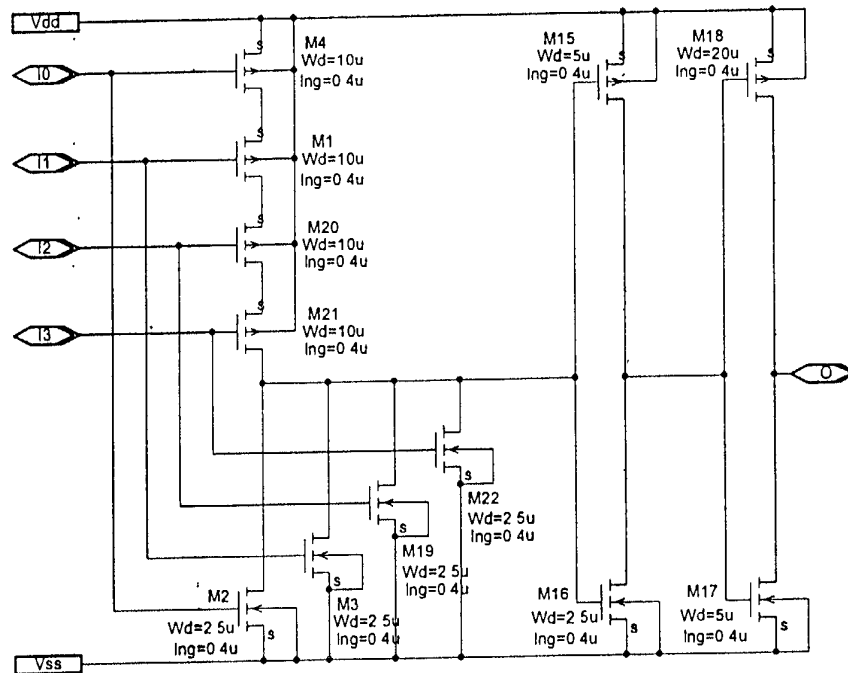 Vdd
I0
I1
I2
I3
M4
Wd=10u
lng=0 4u
M1
Wd=10u
lng=0 4u
M20
Wd=10u
lng=0 4u
M21
Wd=10u
lng=0 4u
M15
Wd=5u
lng=0 4u
M18
Wd=20u
lng=0 4u
O
M22
Wd=2 5u
lng=0 4u
M19
Wd=2 5u
lng=0 4u
M3
Wd=2 5u
lng=0 4u
M2
Wd=2 5u
lng=0 4u
M16
Wd=2 5u
lng=0 4u
M17
Wd=5u
lng=0 4u
s
s
s
s
s
s
s
s
s
s
s
s
Vss